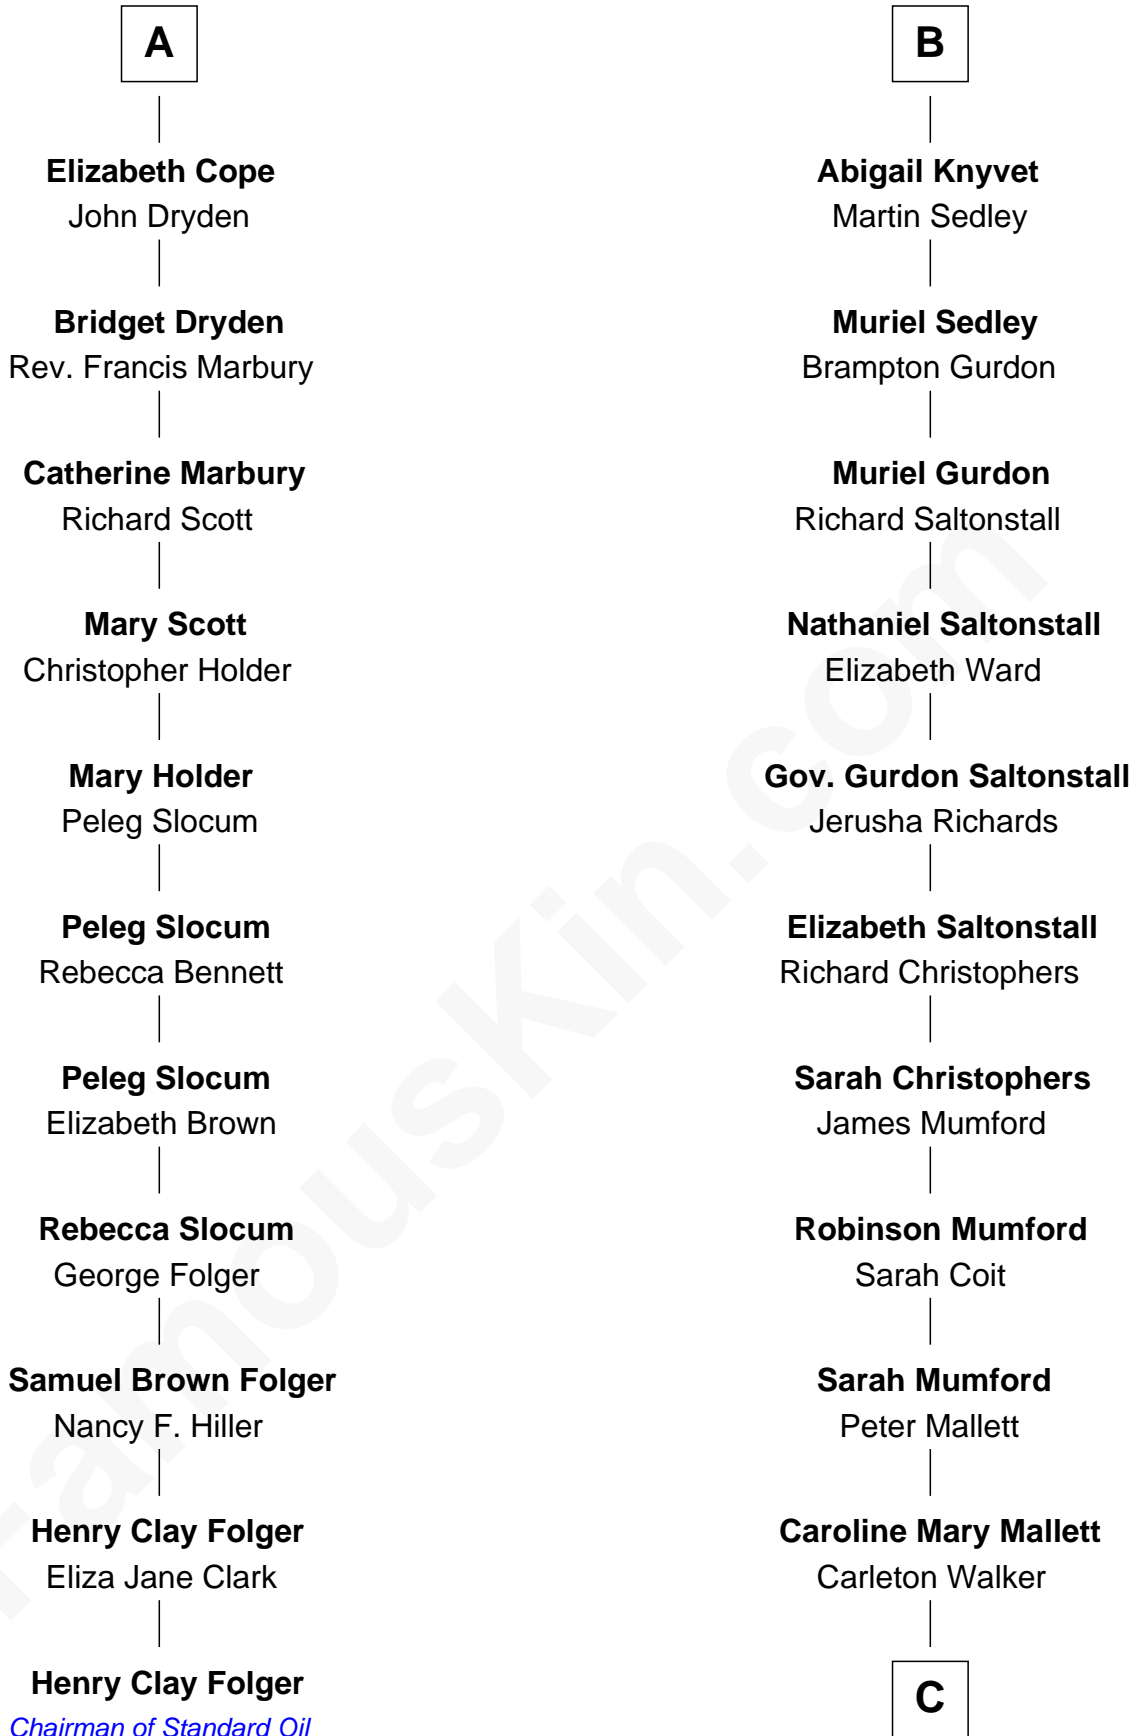 A
Elizabeth Cope
John Dryden
Bridget Dryden
Rev. Francis Marbury
Catherine Marbury
Richard Scott
Mary Scott
Christopher Holder
Mary Holder
Peleg Slocum
Peleg Slocum
Rebecca Bennett
Peleg Slocum
Elizabeth Brown
Rebecca Slocum
George Folger
Samuel Brown Folger
Nancy F. Hiller
Henry Clay Folger
Eliza Jane Clark
Henry Clay Folger
Chairman of Standard Oil
B
Abigail Knyvet
Martin Sedley
Muriel Sedley
Brampton Gurdon
Muriel Gurdon
Richard Saltonstall
Nathaniel Saltonstall
Elizabeth Ward
Gov. Gurdon Saltonstall
Jerusha Richards
Elizabeth Saltonstall
Richard Christophers
Sarah Christophers
James Mumford
Robinson Mumford
Sarah Coit
Sarah Mumford
Peter Mallett
Caroline Mary Mallett
Carleton Walker
C
FamousKin.com